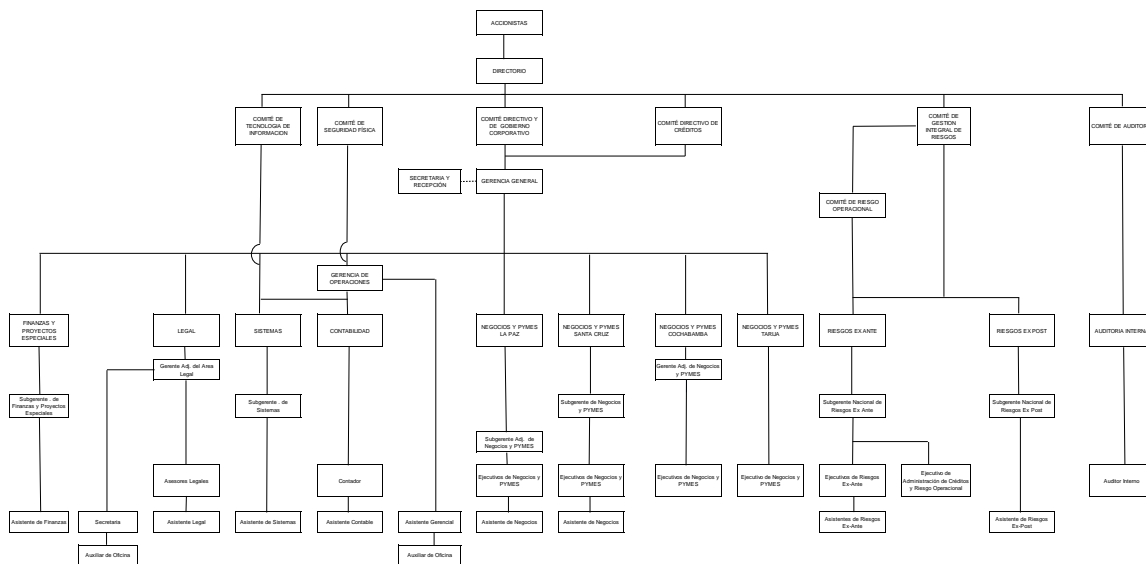 ACCIONISTAS
DIRECTORIO
COMITÉ DE
TECNOLOGIA DE
INFORMACION
COMITÉ DE
SEGURIDAD FÍSICA
COMITÉ DIRECTIVO Y
DE GOBIERNO
CORPORATIVO
COMITÉ DIRECTIVO DE
CRÉDITOS
COMITÉ DE
GESTION
INTEGRAL DE
RIESGOS
COMITÉ DE AUDITOR
SECRETARIA Y
RECEPCIÓN
GERENCIA GENERAL
COMITÉ DE RIESGO
OPERACIONAL
GERENCIA DE
OPERACIONES
FINANZAS Y
PROYECTOS
ESPECIALES
LEGAL
SISTEMAS
CONTABILIDAD
NEGOCIOS Y PYMES
LA PAZ
NEGOCIOS Y PYMES
SANTA CRUZ
NEGOCIOS Y PYMES
COCHABAMBA
NEGOCIOS Y PYMES
TARIJA
RIESGOS EX ANTE
RIESGOS EX POST
AUDITORIA INTERNA
Gerente Adj. del Area
Legal
Gerente Adj. de Negocios
y PYMES
Subgerente . de
Finanzas y Proyactos
Especiales
Subgerente . de
Sistemas
Subgerente de Negocios
y PYMES
Subgerente Nacional de
Riesgos Ex Ante
Subgerente Nacional de
Riesgos Ex Post
Subgerente Adj. de
Negocios y PYMES
Asesores Legales
Contador
Ejecutivos de Negocios y
PYMES
Ejecutivos de Negocios y
PYMES
Ejecutivos de Negocios y
PYMES
Ejecutivos de Negocios y
PYMES
Ejecutivos de Riesgos
Ex-Ante
Ejecutivo de
Administración de Créditos
y Riesgo Operacional
Auditor Interno
Asistente de Finanzas
Secretaria
Asistente Legal
Asistente de Sistemas
Asistente Contable
Asistente Gerencial
Asistente de Negocios
Asistente de Negocios
Asistentes de Riesgos
Ex-Ante
Asistente de Riesgos
Ex-Post
Auxiliar de Oficina
Auxiliar de Oficina